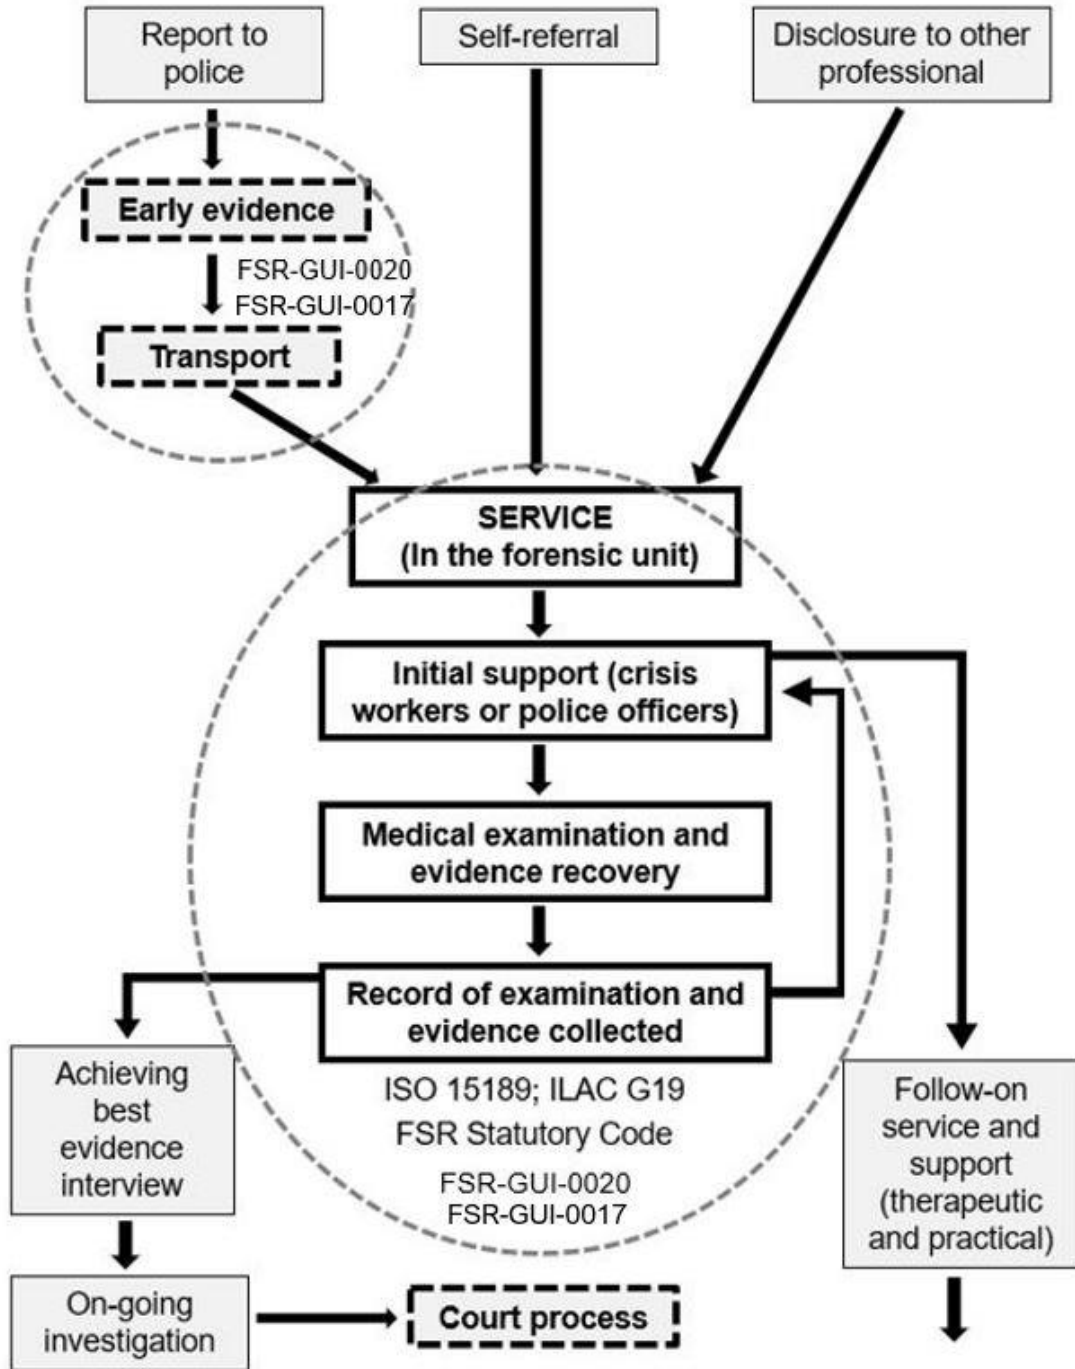 Report to
police
Self-referral
Disclosure to other
professional
Early evidence
FSR-GUI-0020
FSR-GUI-0017
Transport
SERVICE
(In the forensic unit)
Initial support (crisis
workers or police officers)
Medical examination and
evidence recovery
Record of examination and
evidence collected
ISO 15189; ILAC G19
FSR Statutory Code
FSR-GUI-0020
FSR-GUI-0017
Achieving
best
evidence
interview
Follow-on
service and
support
(therapeutic
and practical)
On-going
investigation
Court process